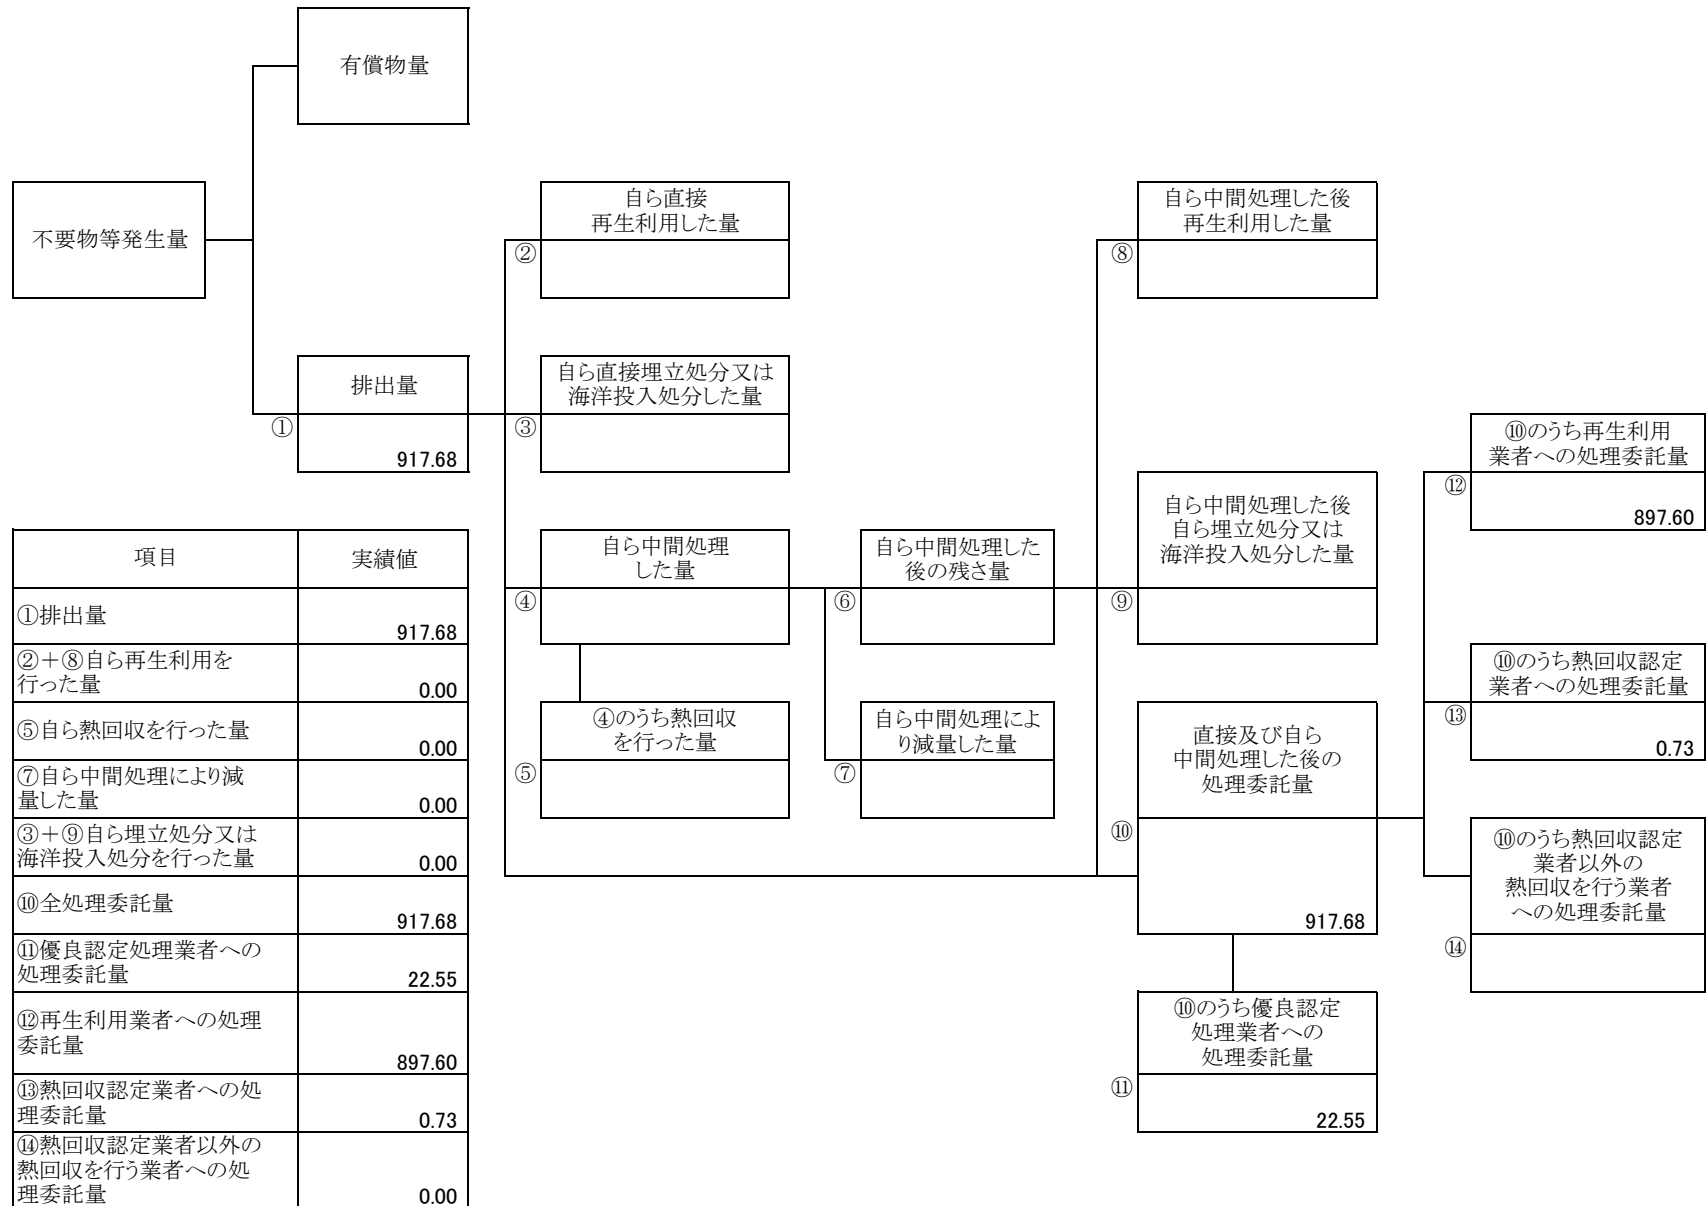 有償物量
不要物等発生量
自ら直接
再生利用した量
②
自ら中間処理した後
再生利用した量
⑧
排出量
①
917.68
自ら直接埋立処分又は
海洋投入処分した量
③
⑩のうち再生利用
業者への処理委託量
⑫
897.60
自ら中間処理した後
自ら埋立処分又は
海洋投入処分した量
⑨
自ら中間処理
した量
④
自ら中間処理した
後の残さ量
⑥
⑩のうち熱回収認定
業者への処理委託量
⑬
0.73
④のうち熱回収
を行った量
⑤
自ら中間処理によ
り減量した量
⑦
直接及び自ら
中間処理した後の
処理委託量
⑩
917.68
⑩のうち熱回収認定
業者以外の
熱回収を行う業者
への処理委託量
⑭
⑩のうち優良認定
処理業者への
処理委託量
⑪
22.55
項目
実績値
①排出量
917.68
②＋⑧自ら再生利用を
行った量
0.00
⑤自ら熱回収を行った量
0.00
⑦自ら中間処理により減
量した量
0.00
③＋⑨自ら埋立処分又は
海洋投入処分を行った量
0.00
⑩全処理委託量
917.68
⑪優良認定処理業者への
処理委託量
22.55
⑫再生利用業者への処理
委託量
897.60
⑬熱回収認定業者への処
理委託量
0.73
⑭熱回収認定業者以外の
熱回収を行う業者への処
理委託量
0.00